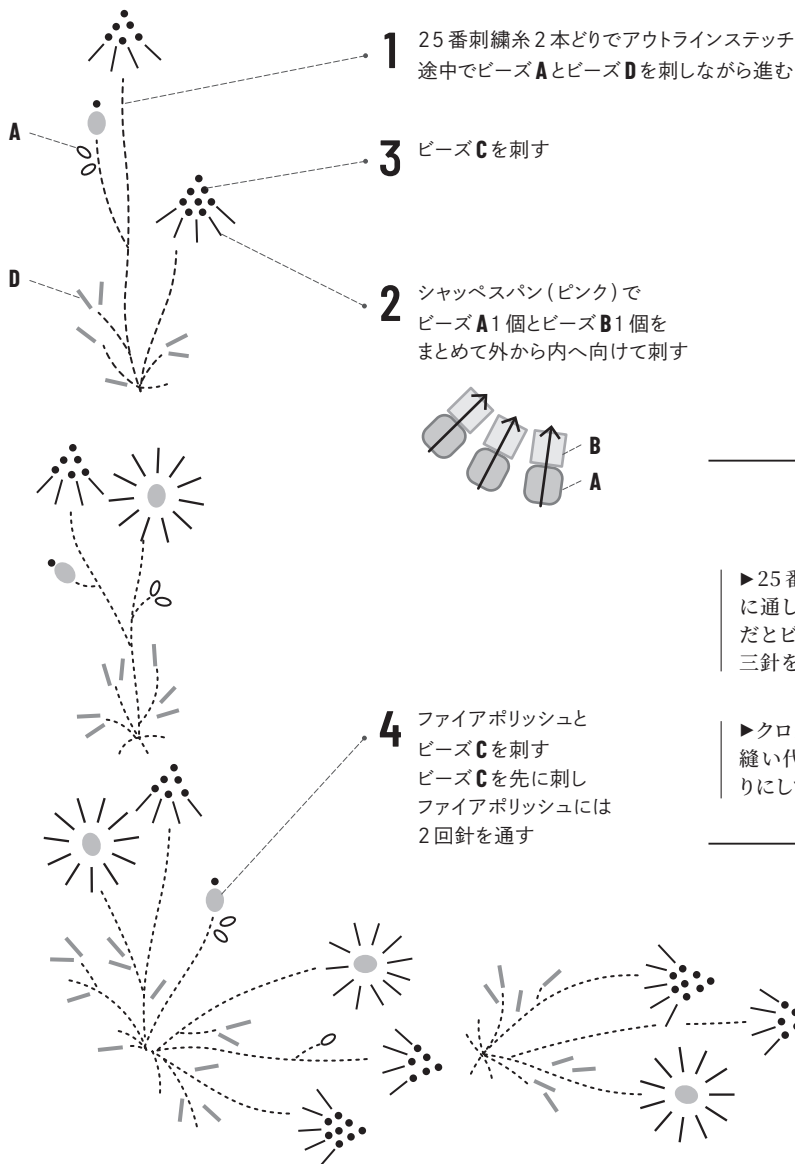 1
25番刺繍糸2本どりでアウトラインステッチ
途中でビーズAとビーズDを刺しながら進む
A
3
ビーズCを刺す
D
2
シャッペスパン(ピンク)で
ビーズA1個とビーズB1個を
まとめて外から内へ向けて刺す
B
A
▶25番
に通し
だとビ
三針を
4
ファイアポリッシュと
ビーズCを刺す
ビーズCを先に刺し
ファイアポリッシュには
2回針を通す
▶クロ
縫い代
りにし